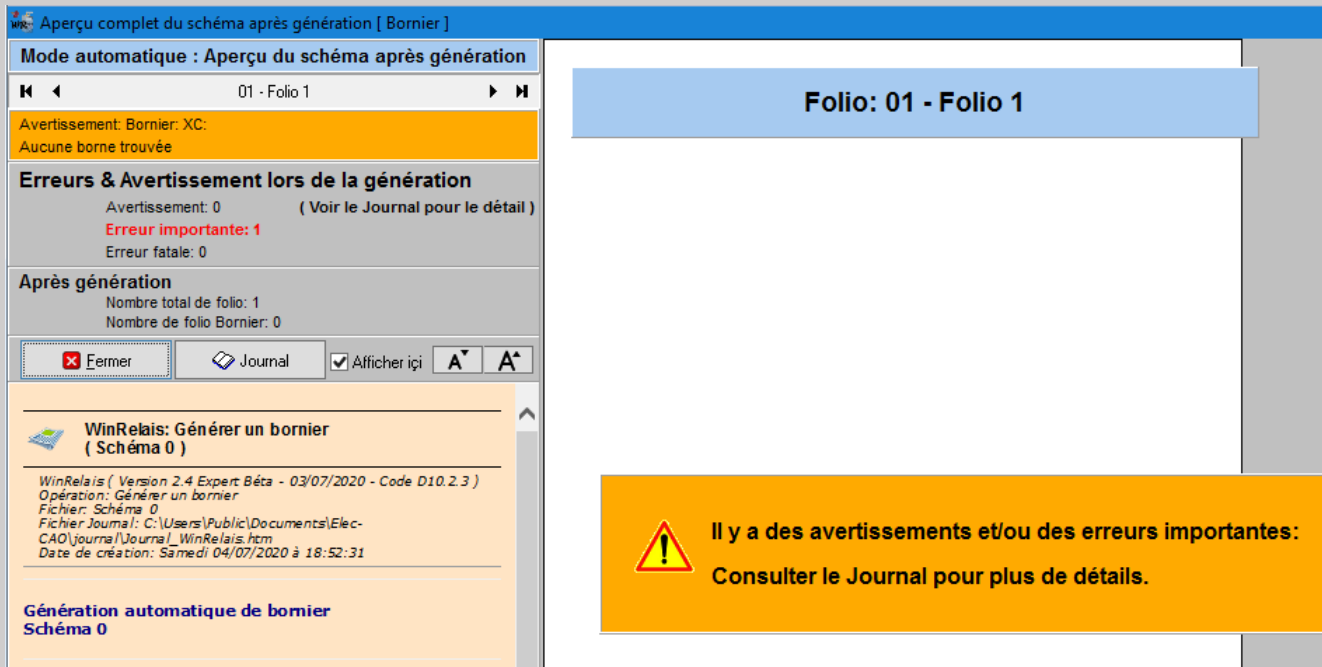 Aperçu complet du schéma après génération [ Bornier ]
Mode automatique : Aperçu du schéma après génération
01 - Folio 1
Avertissement: Bornier: XC:
Aucune borne trouvée
Erreurs & Avertissement lors de la génération
Avertissement: 0 ( Voir le Journal pour le détail )
Erreur importante: 1
Erreur fatale: 0
Après génération
Nombre total de folio: 1
Nombre de folio Bornier: 0
Fermer Journal Afficher içi A A
WinRelais: Générer un bornier
( Schéma 0 )
WinRelais ( Version 2.4 Expert Béta - 03/07/2020 - Code D10.2.3 )
Opération: Générer un bornier
Fichier: Schéma 0
Fichier Journal: C:\Users\Public\Documents\Elec-
CAO\journal\Journal_WinRelais.htm
Date de création: Samedi 04/07/2020 à 18:52:31
Génération automatique de bornier
Schéma 0
Folio: 01 - Folio 1
Il y a des avertissements et/ou des erreurs importantes:
Consulter le Journal pour plus de détails.